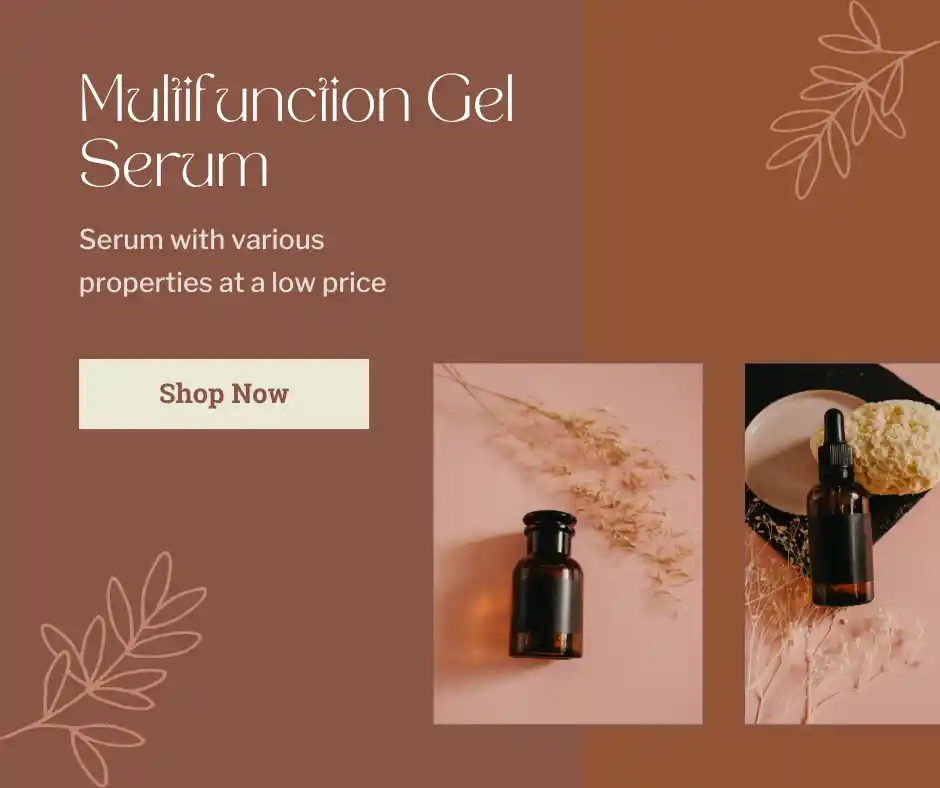 Multifunction Gel
Serum
Serum with various
properties at a low price
Shop Now